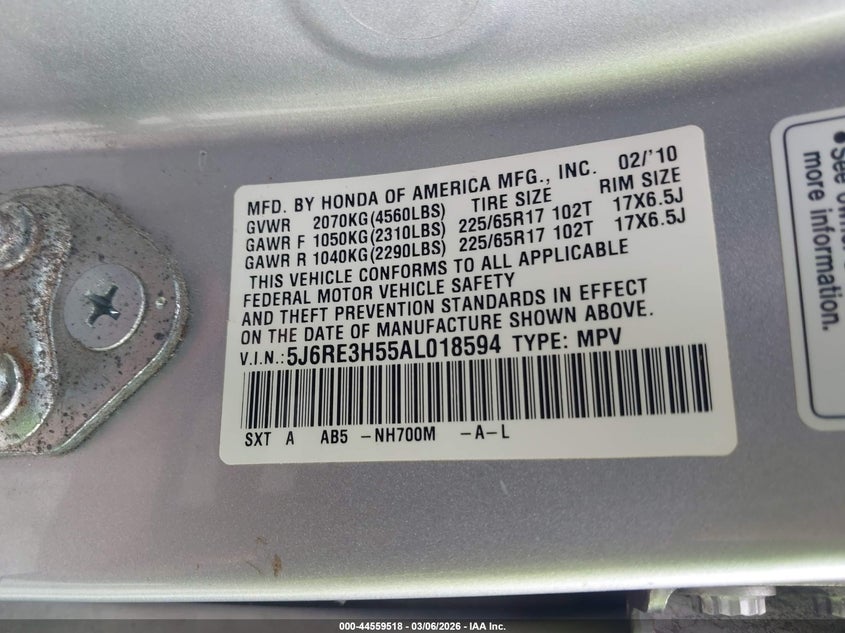 MFD. BY HONDA OF AMERICA MFG., INC. 02/'10
GVWR 2070KG(4560LBS) TIRE SIZE RIM SIZE
GAWR F 1050KG(2310LBS) 225/65R17 102T 17X6.5J
GAWR R 1040KG(2290LBS) 225/65R17 102T 17X6.5J
THIS VEHICLE CONFORMS TO ALL APPLICABLE
FEDERAL MOTOR VEHICLE SAFETY
AND THEFT PREVENTION STANDARDS IN EFFECT
ON THE DATE OF MANUFACTURE SHOWN ABOVE.
V.I.N.: 5J6RE3H55AL018594 TYPE: MPV
SXT A AB5 -NH700M -A-L
•See
more information.
000-44559518 - 03/06/2026 - IAA Inc.